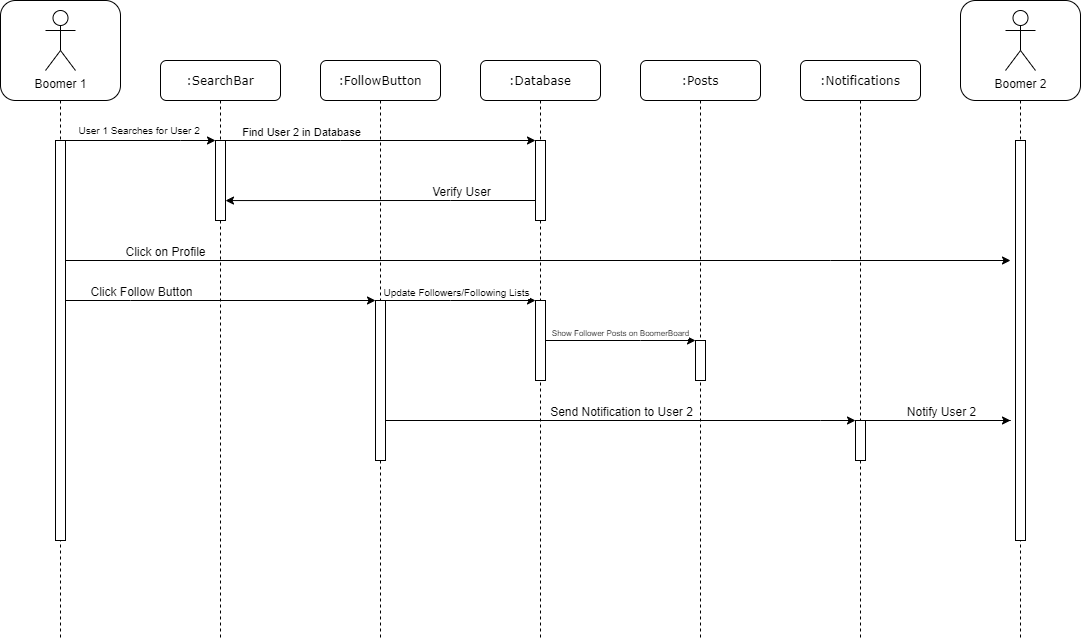 Boomer 1
:SearchBar
:FollowButton
:Database
:Posts
:Notifications
Boomer 2
User 1 Searches for User 2
Find User 2 in Database
Verify User
Click on Profile
Click Follow Button
Update Followers/Following Lists
Show Follower Posts on BoomerBoard
Send Notification to User 2
Notify User 2